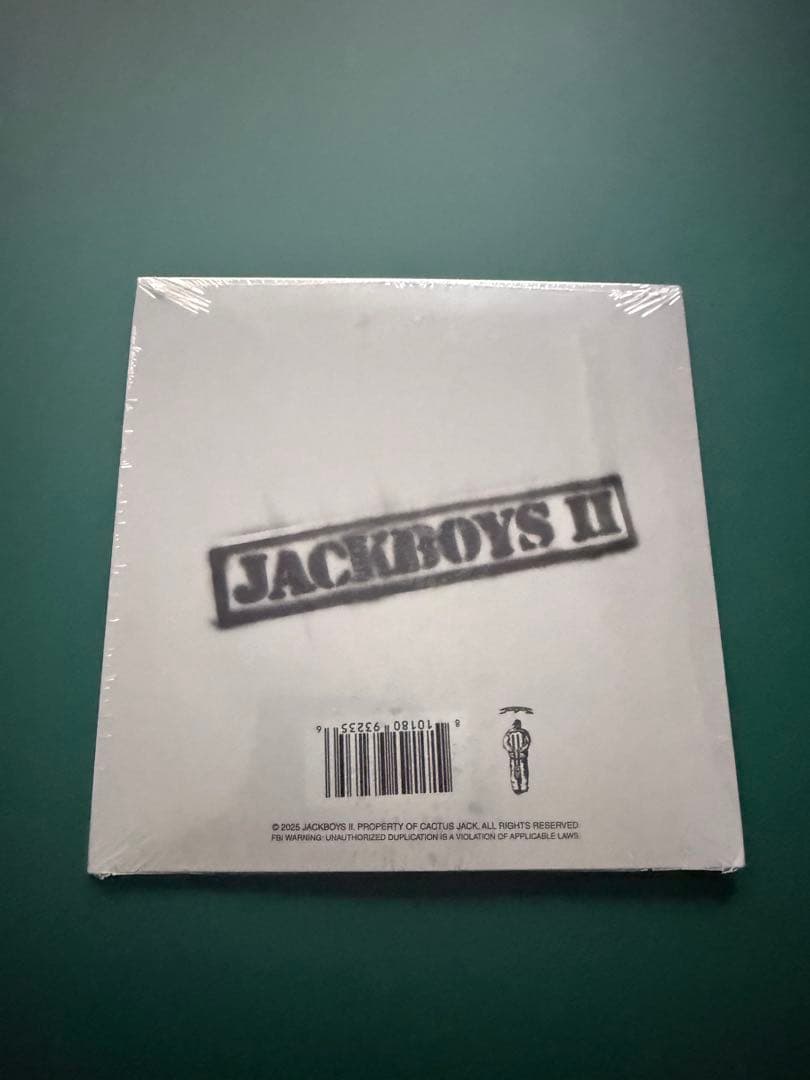 JACKBOYS II
8 10180 93235 6
© 2025 JACKBOYS II. PROPERTY OF CACTUS JACK. ALL RIGHTS RESERVED.
FBI WARNING: UNAUTHORIZED DUPLICATION IS A VIOLATION OF APPLICABLE LAWS.